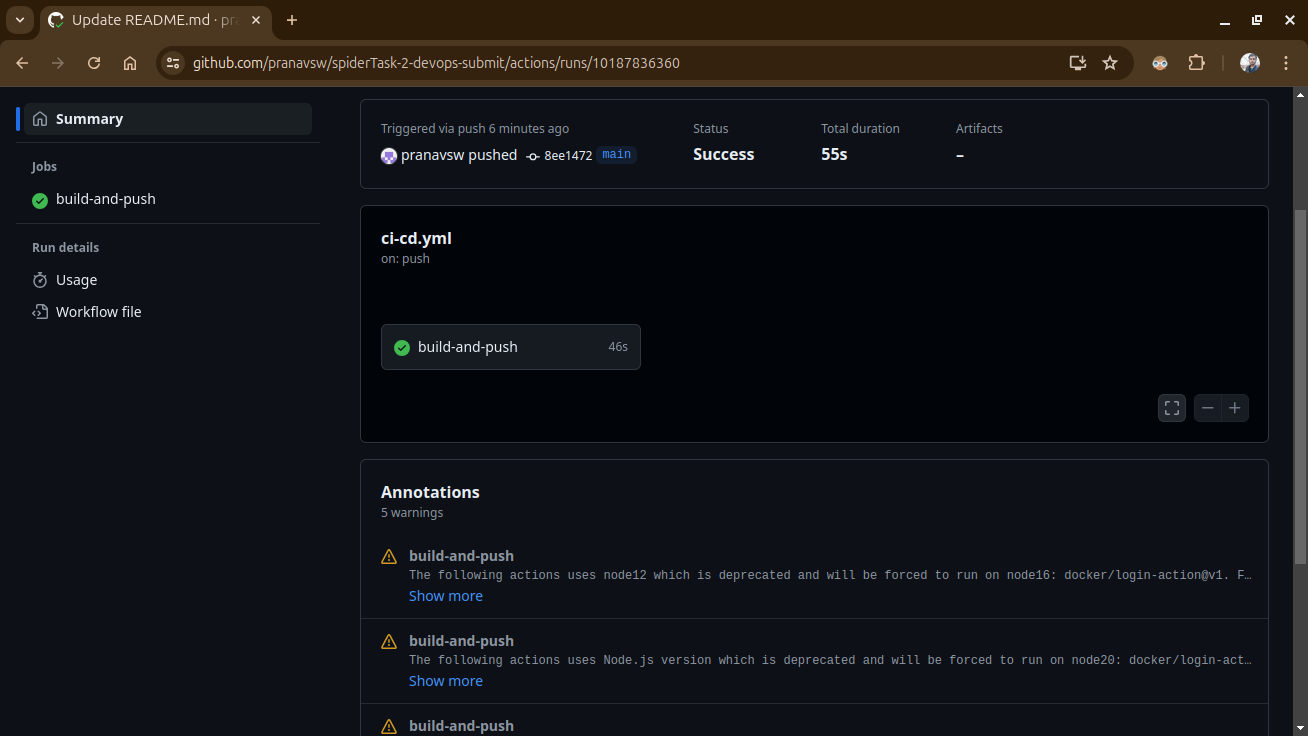 Update README.md · pr
github.com/pranavsw/spiderTask-2-devops-submit/actions/runs/10187836360
Summary
Jobs
build-and-push
Run details
Usage
Workflow file
Triggered via push 6 minutes ago
pranavsw pushed 8ee1472 main
Status
Success
Total duration
55s
Artifacts
–
ci-cd.yml
on: push
build-and-push 46s
Annotations
5 warnings
build-and-push
The following actions uses node12 which is deprecated and will be forced to run on node16: docker/login-action@v1. F…
Show more
build-and-push
The following actions uses Node.js version which is deprecated and will be forced to run on node20: docker/login-act…
Show more
build-and-push